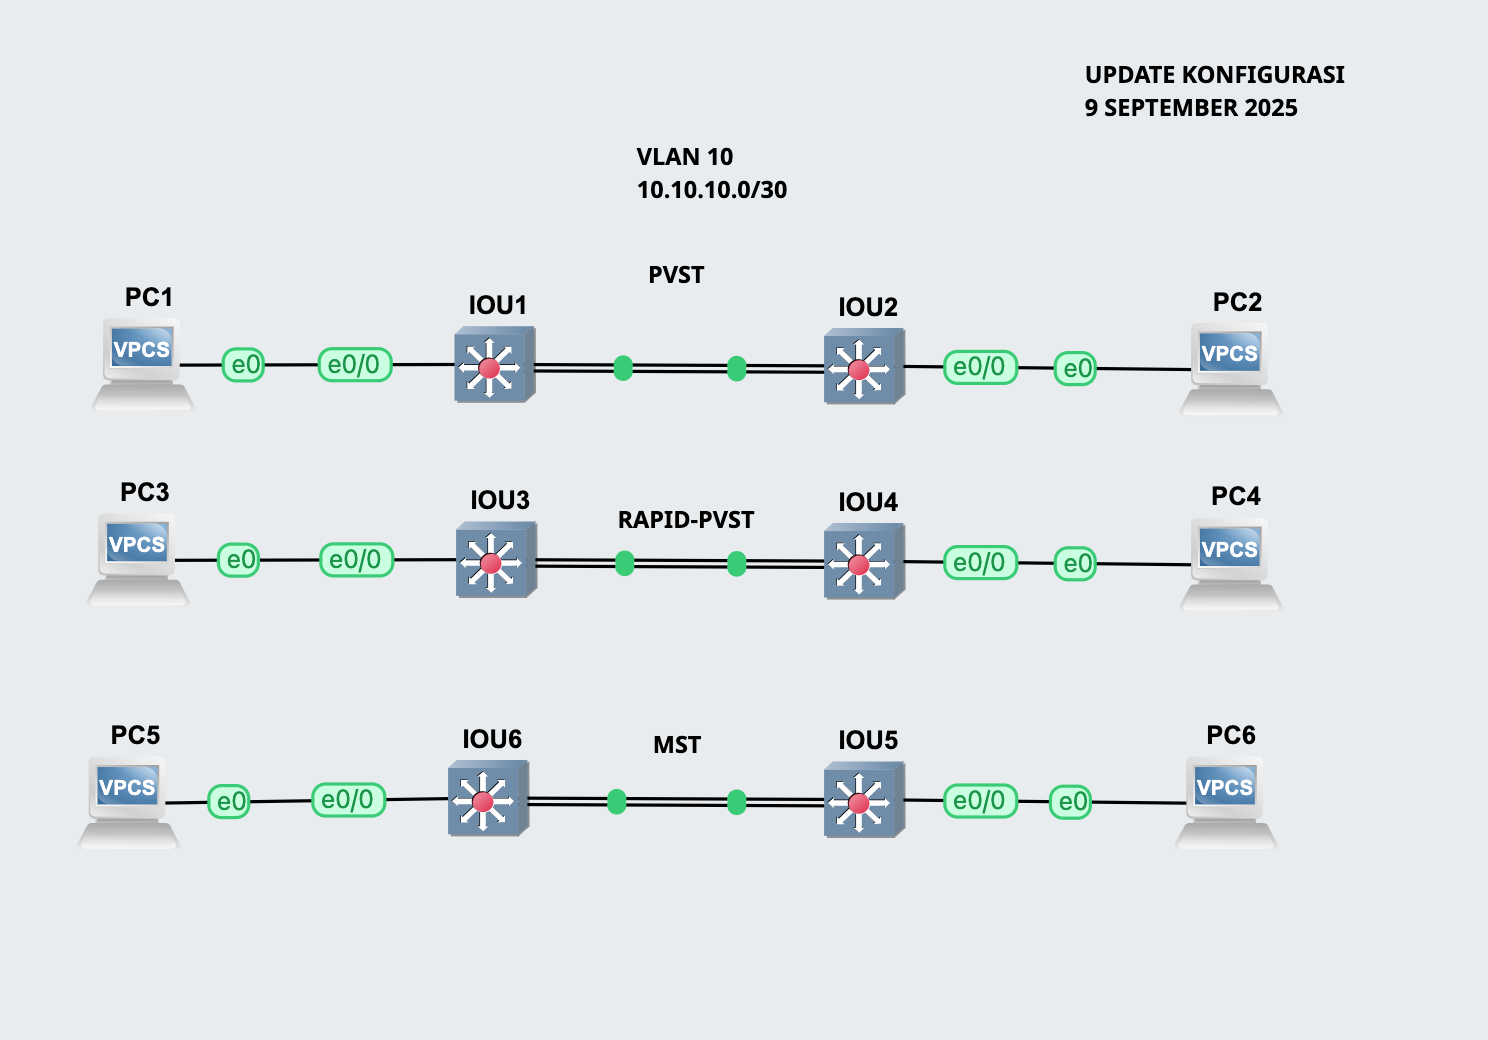 UPDATE KONFIGURASI
9 SEPTEMBER 2025
VLAN 10
10.10.10.0/30
PVST
PC1
IOU1
IOU2
PC2
VPCS
e0
e0/0
e0/0
e0
VPCS
PC3
IOU3
RAPID-PVST
IOU4
PC4
VPCS
e0
e0/0
e0/0
e0
VPCS
PC5
IOU6
MST
IOU5
PC6
VPCS
e0
e0/0
e0/0
e0
VPCS